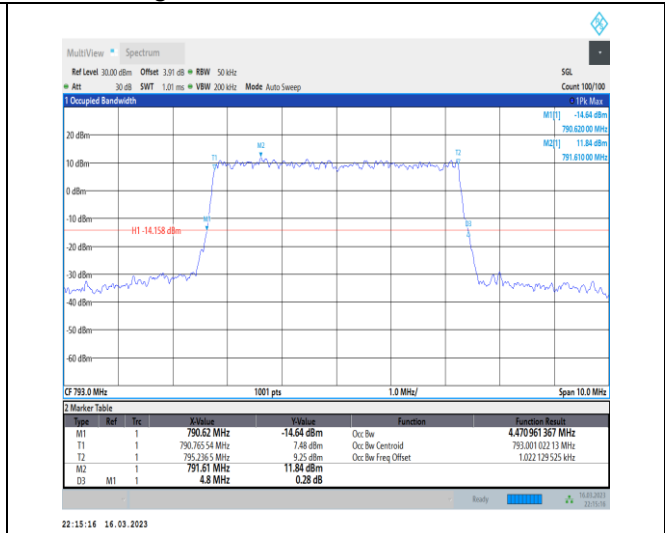 MultiView Spectrum
Ref Level 30.00 dBm Offset 3.91 dB RBW 50 kHz SGL
Att 30 dB SWT 1.01 ms VBW 200 kHz Mode Auto Sweep Count 100/100
1 Occupied Bandwidth 1Pk Max
M1[1] -14.64 dBm
790.620 00 MHz
M2[1] 11.84 dBm
791.610 00 MHz
20 dBm
10 dBm
0 dBm
-10 dBm
-20 dBm
-30 dBm
-40 dBm
-50 dBm
-60 dBm
T1
M2
T2
M1
D3
H1 -14.158 dBm
CF 793.0 MHz 1001 pts 1.0 MHz/ Span 10.0 MHz
2 Marker Table
Type Ref Trc X-Value Y-Value Function Function Result
M1 1 790.62 MHz -14.64 dBm Occ Bw 4.470 961 367 MHz
T1 1 790.765 54 MHz 7.48 dBm Occ Bw Centroid 793.001 022 13 MHz
T2 1 795.236 5 MHz 9.25 dBm Occ Bw Freq Offset 1.022 129 525 kHz
M2 1 791.61 MHz 11.84 dBm
D3 M1 1 4.8 MHz 0.28 dB
Ready 16.03.2023
22:15:16
22:15:16 16.03.2023